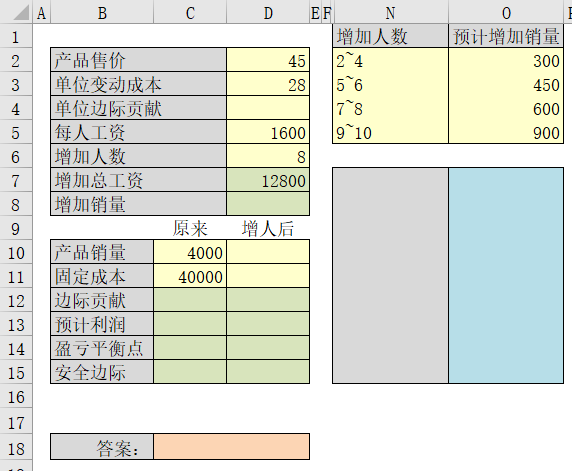 A B C D E F N O
1 增加人数 预计增加销量
2 产品售价 45 2~4 300
3 单位变动成本 28 5~6 450
4 单位边际贡献 7~8 600
5 每人工资 1600 9~10 900
6 增加人数 8
7 增加总工资 12800
8 增加销量
9 原来 增人后
10 产品销量 4000
11 固定成本 40000
12 边际贡献
13 预计利润
14 盈亏平衡点
15 安全边际
16
17
18 答案：